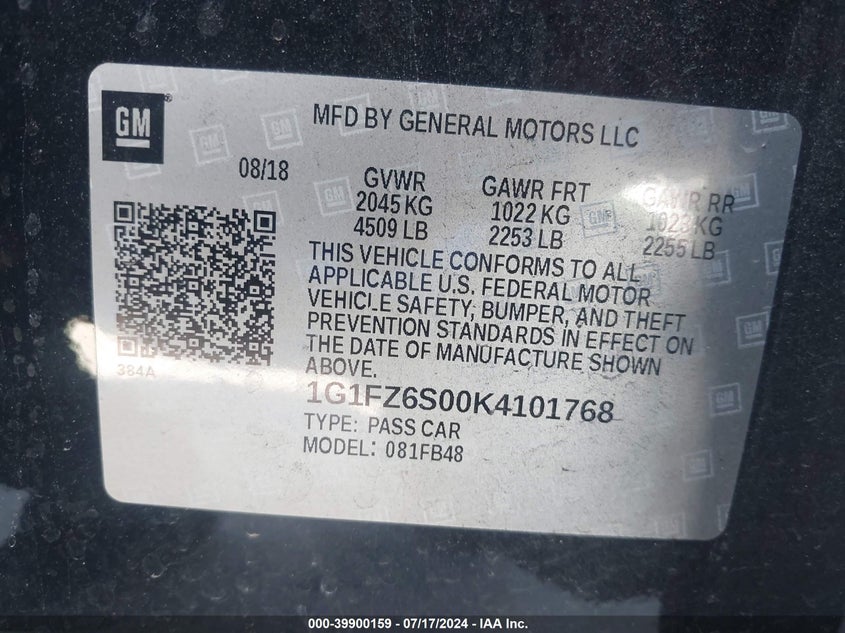 GM
MFD BY GENERAL MOTORS LLC
08/18 GVWR GAWR FRT GAWR RR
2045 KG 1022 KG 1023 KG
4509 LB 2253 LB 2255 LB
THIS VEHICLE CONFORMS TO ALL
APPLICABLE U.S. FEDERAL MOTOR
VEHICLE SAFETY, BUMPER, AND THEFT
PREVENTION STANDARDS IN EFFECT ON
THE DATE OF MANUFACTURE SHOWN
ABOVE.
384A
1G1FZ6S00K4101768
TYPE: PASS CAR
MODEL: 081FB48
000-39900159 — 07/17/2024 — IAA Inc.